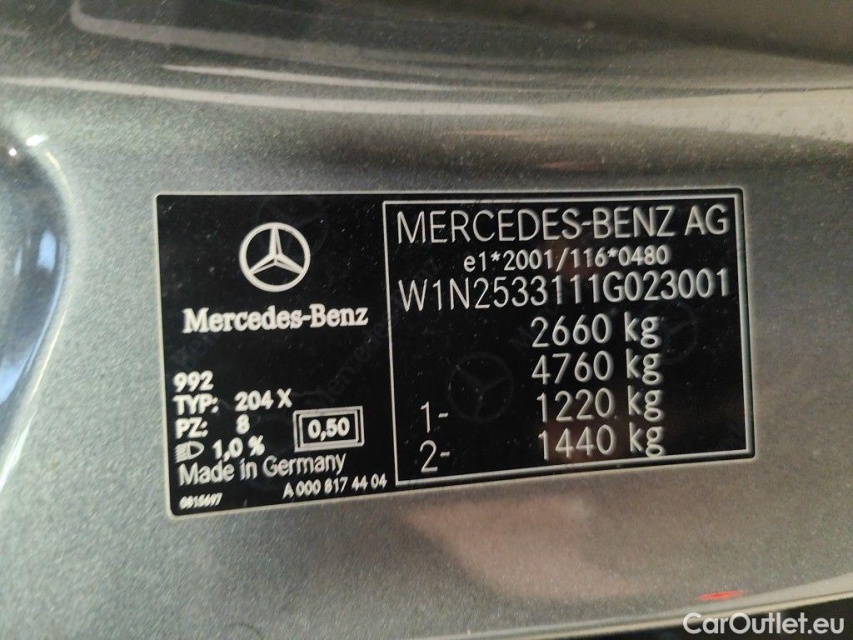 Mercedes-Benz
992
TYP: 204 X
PZ: 8
1,0 %
0,50
Made in Germany
0815697
A 000 817 44 04
MERCEDES-BENZ AG
e1*2001/116*0480
W1N2533111G023001
2660 kg
4760 kg
1- 1220 kg
2- 1440 kg
CarOutlet.eu